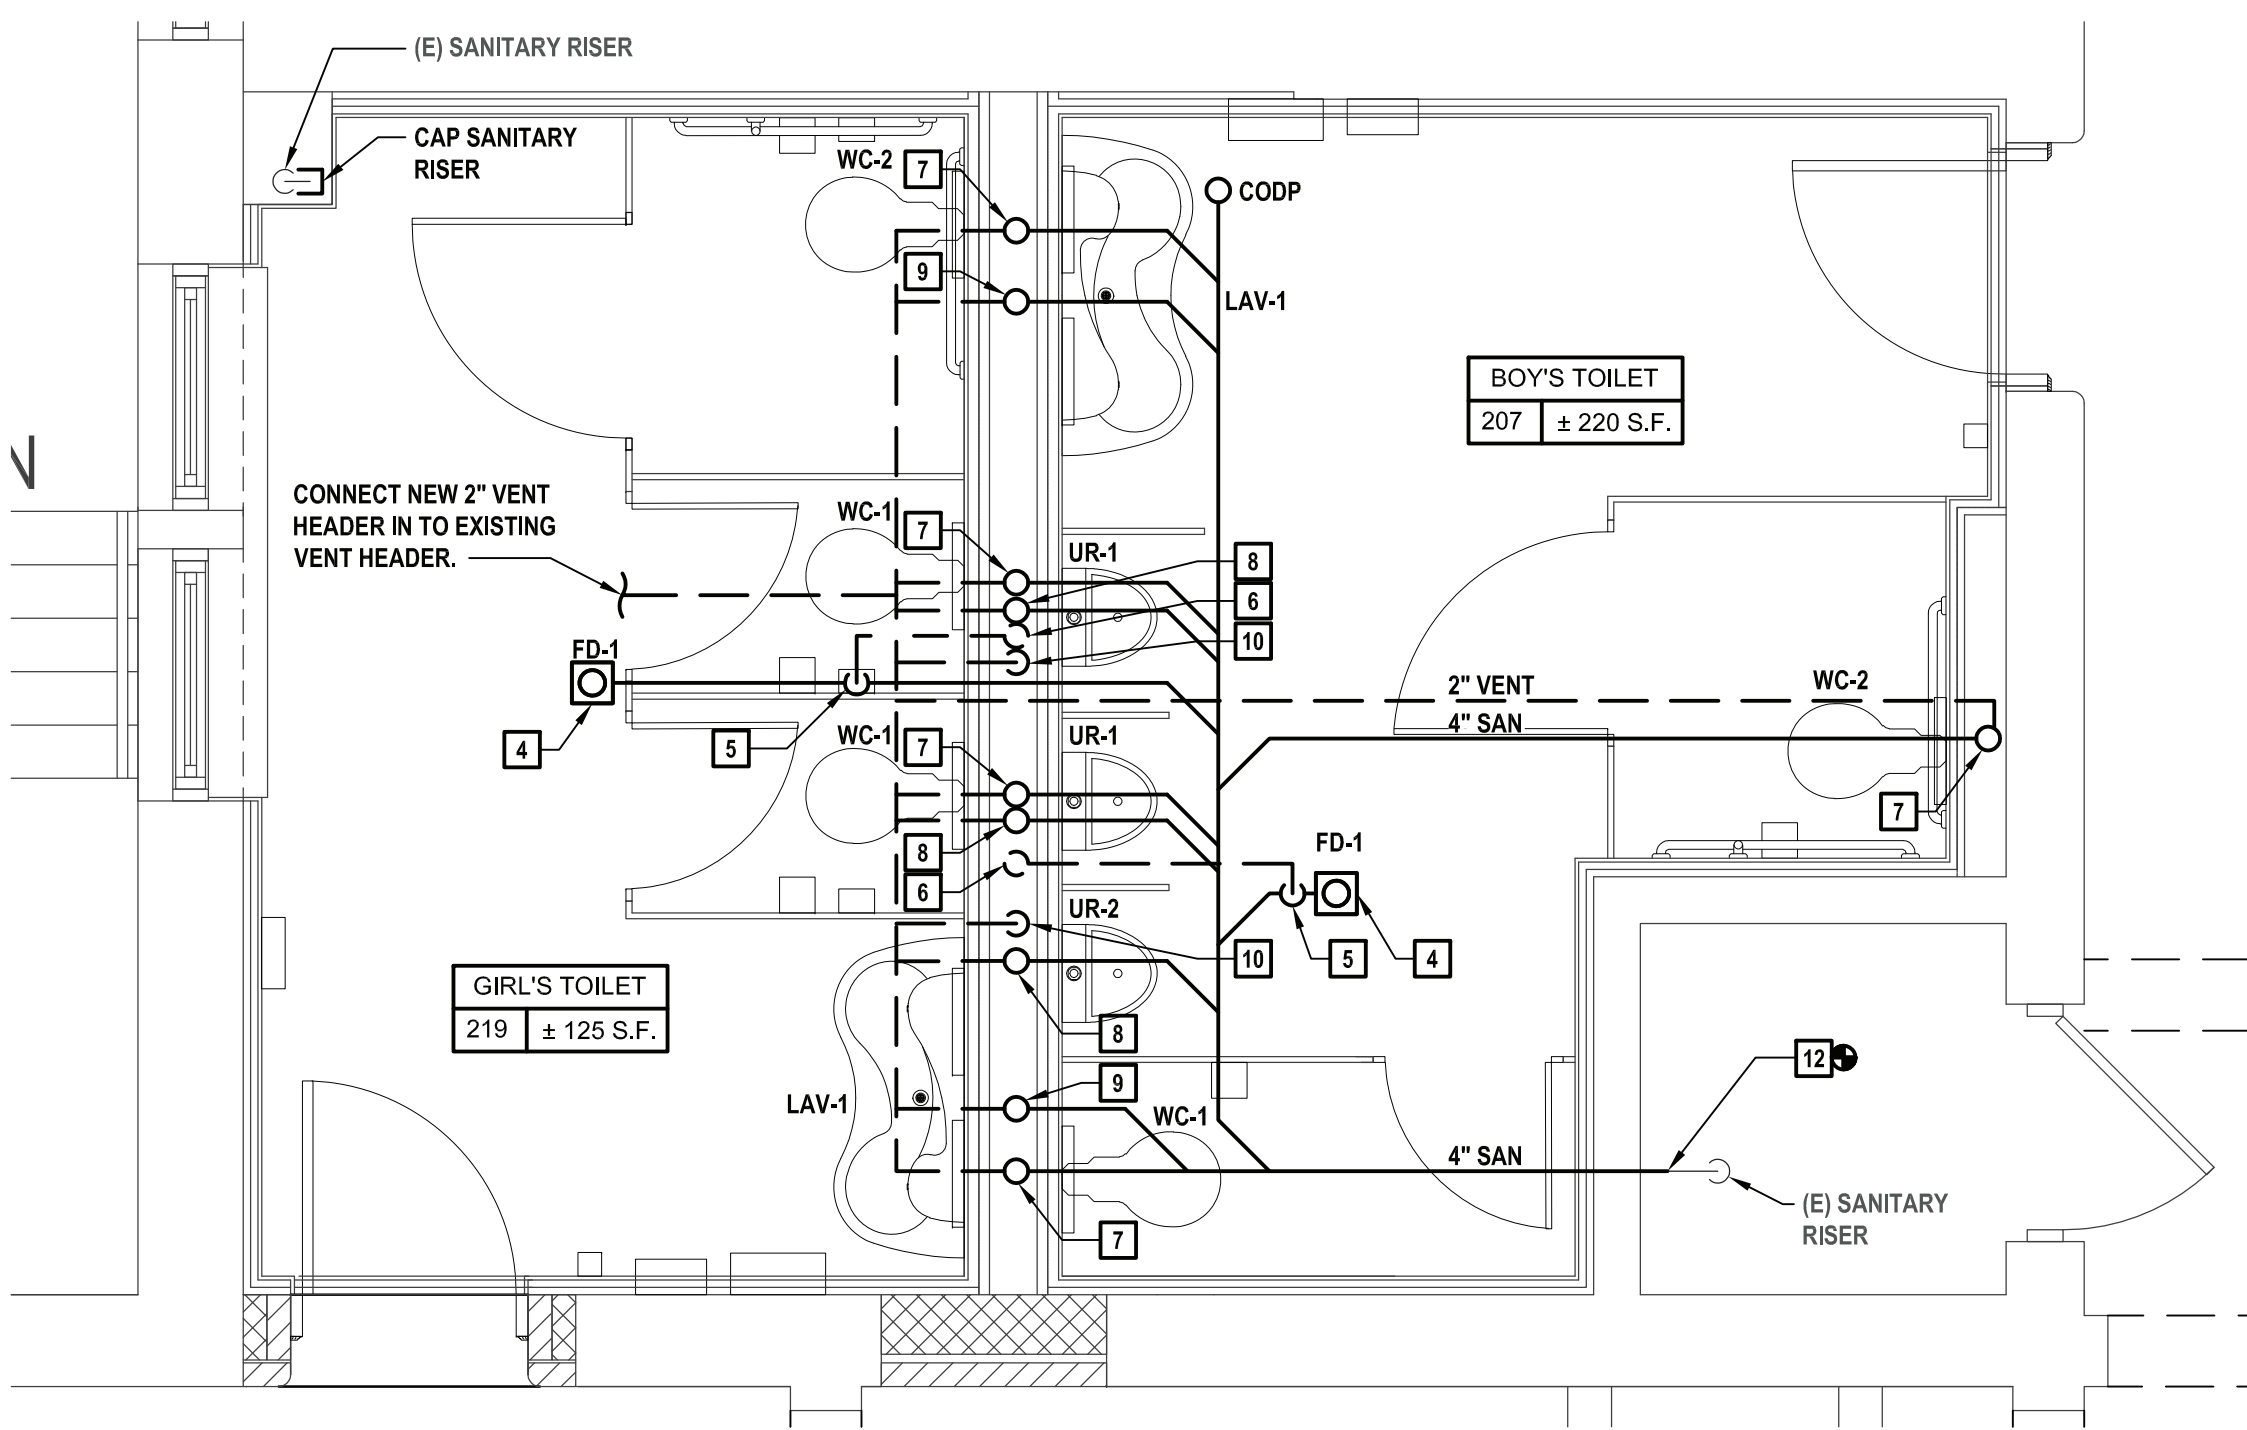 (E) SANITARY RISER
CAP SANITARY
RISER
WC-2
7
CODP
9
LAV-1
BOY'S TOILET
207
± 220 S.F.
N
CONNECT NEW 2" VENT
HEADER IN TO EXISTING
VENT HEADER.
WC-1
7
UR-1
8
6
10
FD-1
4
5
2" VENT
4" SAN
WC-2
7
WC-1
7
UR-1
8
6
FD-1
UR-2
10
5
4
GIRL'S TOILET
219
± 125 S.F.
8
9
12
LAV-1
WC-1
4" SAN
7
(E) SANITARY
RISER